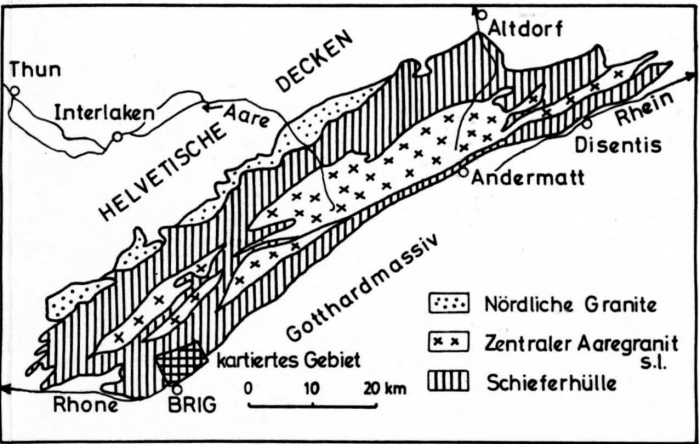 Altdorf
DECKEN
Thun
Interlaken
Aare
Rhein
HELVETISCHE
Disentis
Andermatt
Gotthardmassiv
Nördliche Granite
Zentraler Aaregranit
s.l.
kartiertes Gebiet
Schieferhülle
Rhone
BRIG
0 10 20 km